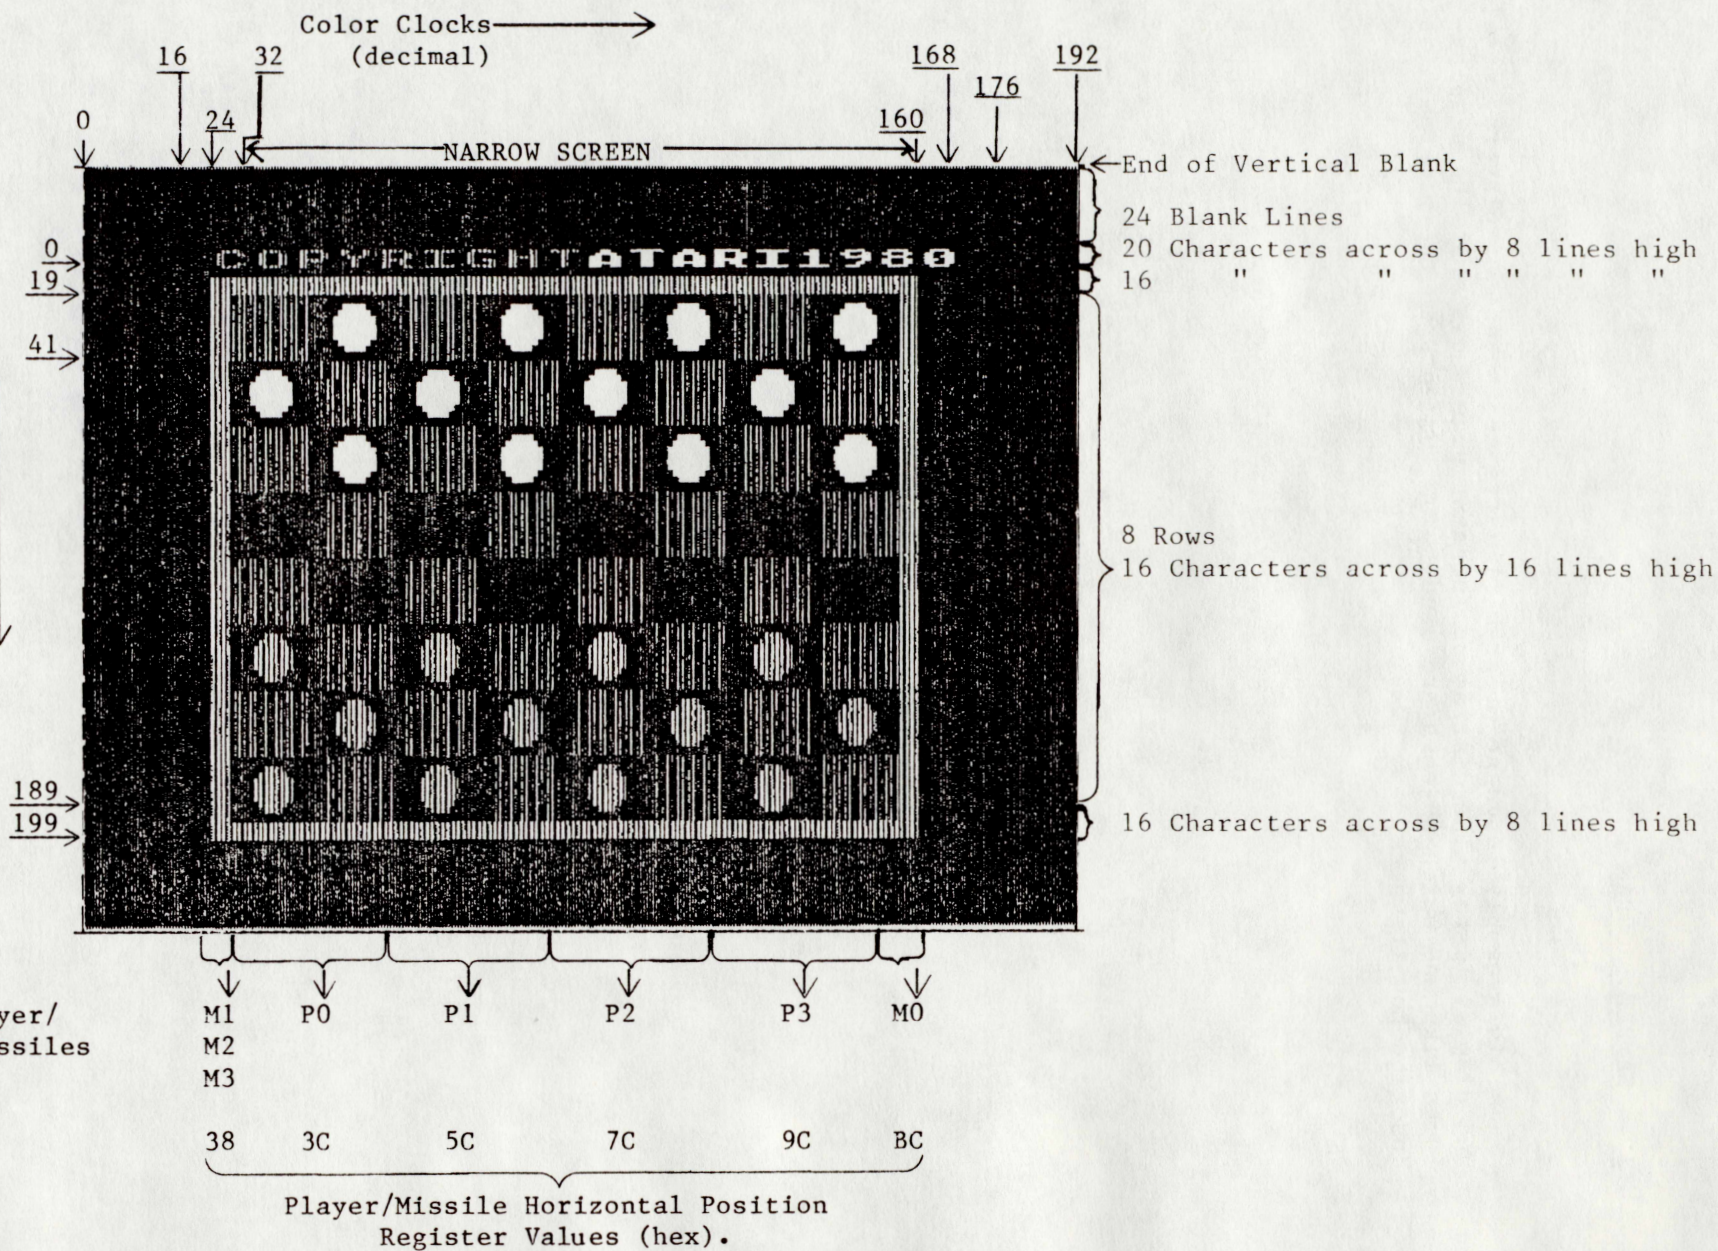 Color Clocks
(decimal)
16 32 168 192
176
0 24 160
NARROW SCREEN
End of Vertical Blank
24 Blank Lines
0 COPYRIGHTATARI1980 20 Characters across by 8 lines high
19 16 " " " " " "
41
8 Rows
16 Characters across by 16 lines high
189
199 16 Characters across by 8 lines high
yer/ M1 P0 P1 P2 P3 M0
ssiles M2
M3
38 3C 5C 7C 9C BC
Player/Missile Horizontal Position
Register Values (hex).